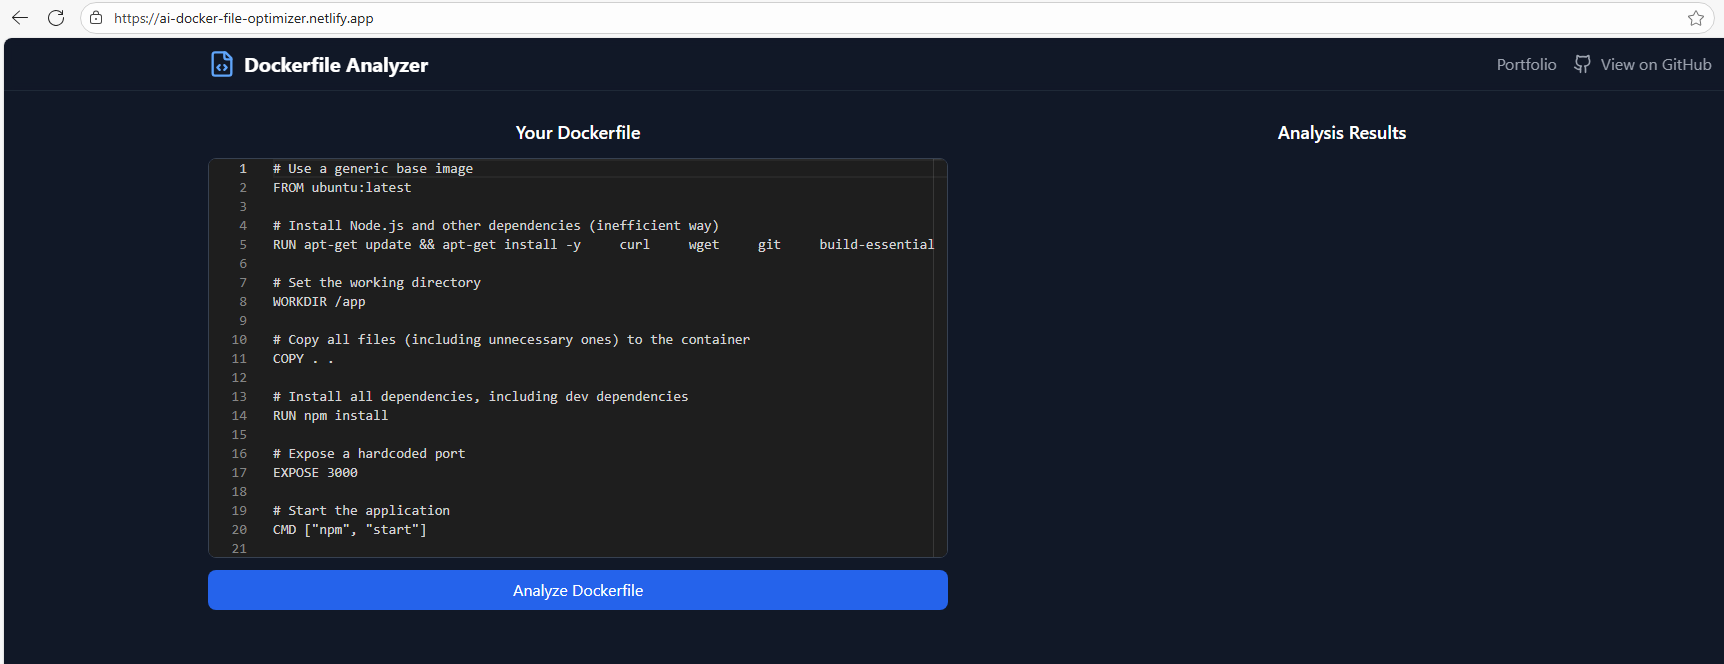 https://ai-docker-file-optimizer.netlify.app
Dockerfile Analyzer
Portfolio
View on GitHub
Your Dockerfile
Analysis Results
1 # Use a generic base image
2 FROM ubuntu:latest
3
4 # Install Node.js and other dependencies (inefficient way)
5 RUN apt-get update && apt-get install -y     curl     wget     git     build-essential
6
7 # Set the working directory
8 WORKDIR /app
9
10 # Copy all files (including unnecessary ones) to the container
11 COPY . .
12
13 # Install all dependencies, including dev dependencies
14 RUN npm install
15
16 # Expose a hardcoded port
17 EXPOSE 3000
18
19 # Start the application
20 CMD ["npm", "start"]
21
Analyze Dockerfile